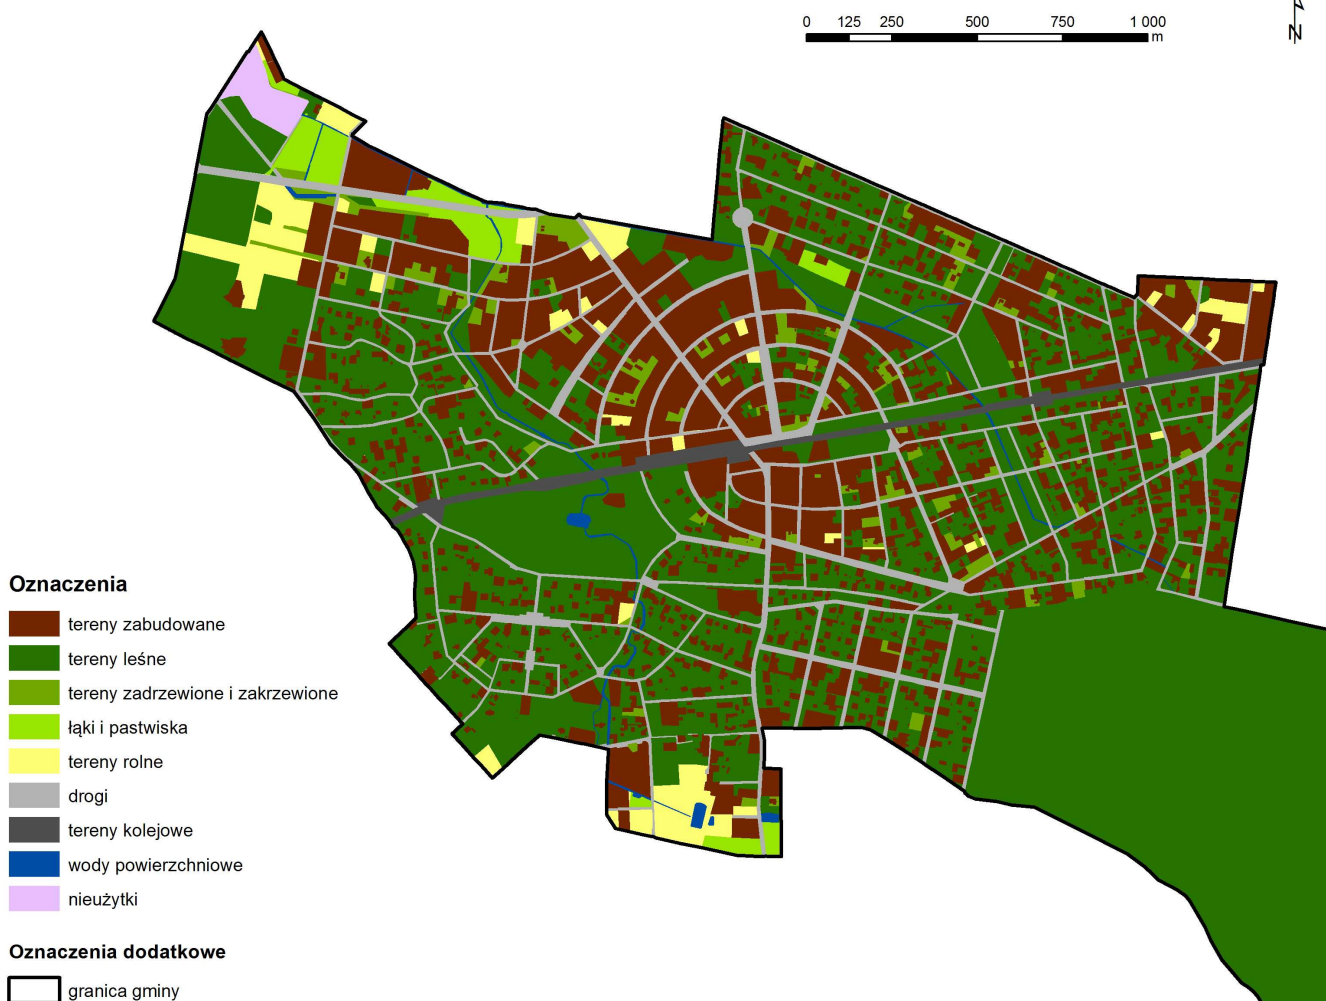 0 125 250 500 750 1 000
m
N
Oznaczenia
tereny zabudowane
tereny leśne
tereny zadrzewione i zakrzewione
łąki i pastwiska
tereny rolne
drogi
tereny kolejowe
wody powierzchniowe
nieużytki
Oznaczenia dodatkowe
granica gminy